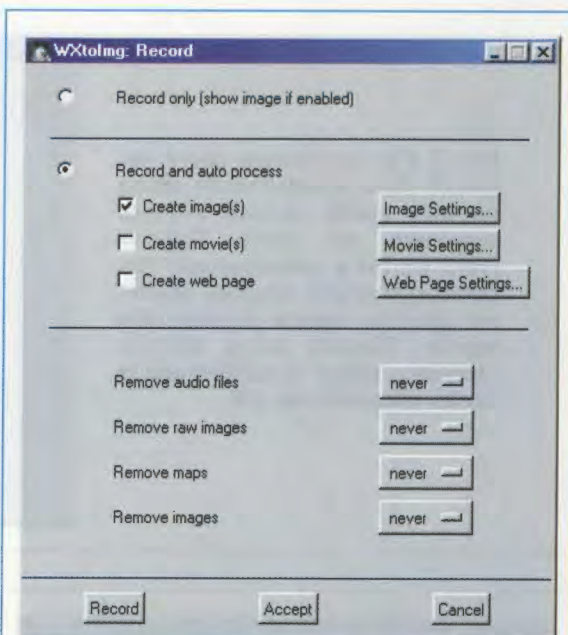 WXtoImg: Record
Record only (show image if enabled)
Record and auto process
Create image(s) Image Settings...
Create movie(s) Movie Settings...
Create web page Web Page Settings...
Remove audio files never
Remove raw images never
Remove maps never
Remove images never
Record Accept Cancel